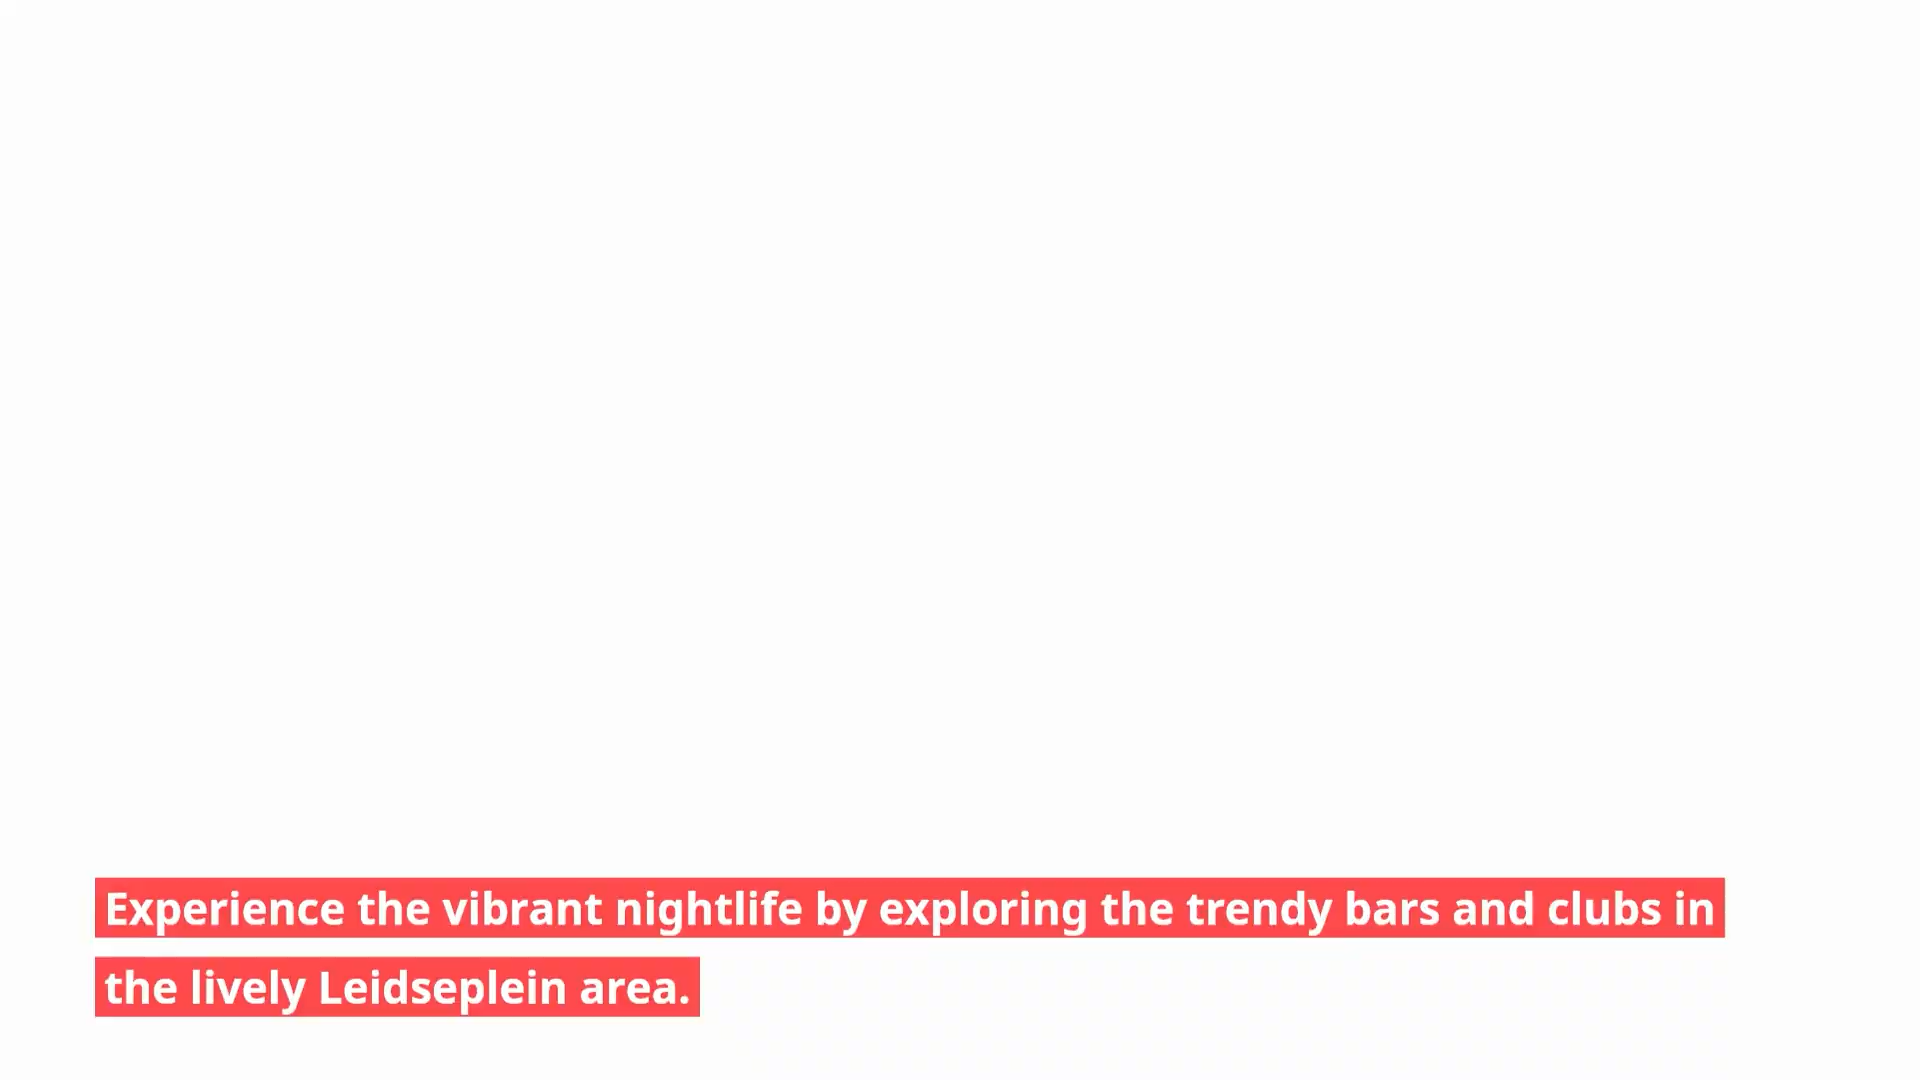 Experience the vibrant nightlife by exploring the trendy bars and clubs in
the lively Leidseplein area.